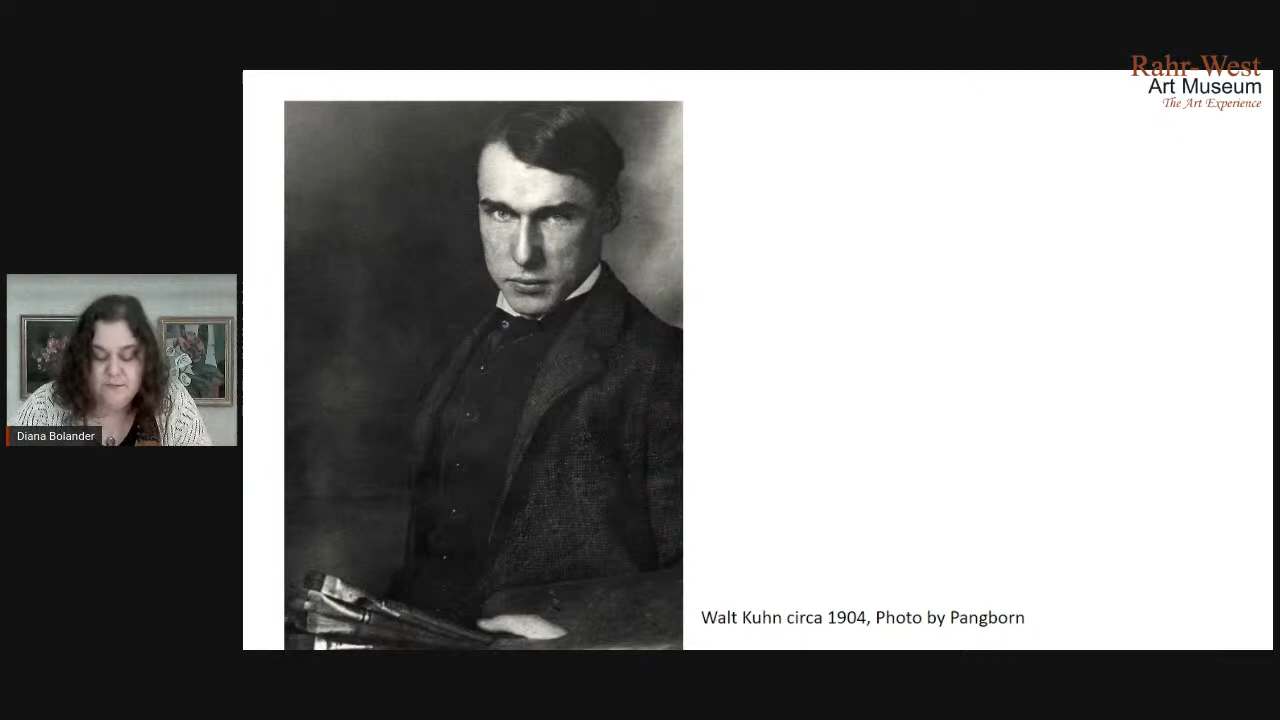 Rahr-West
Art Museum
The Art Experience
Diana Bolander
Walt Kuhn circa 1904, Photo by Pangborn